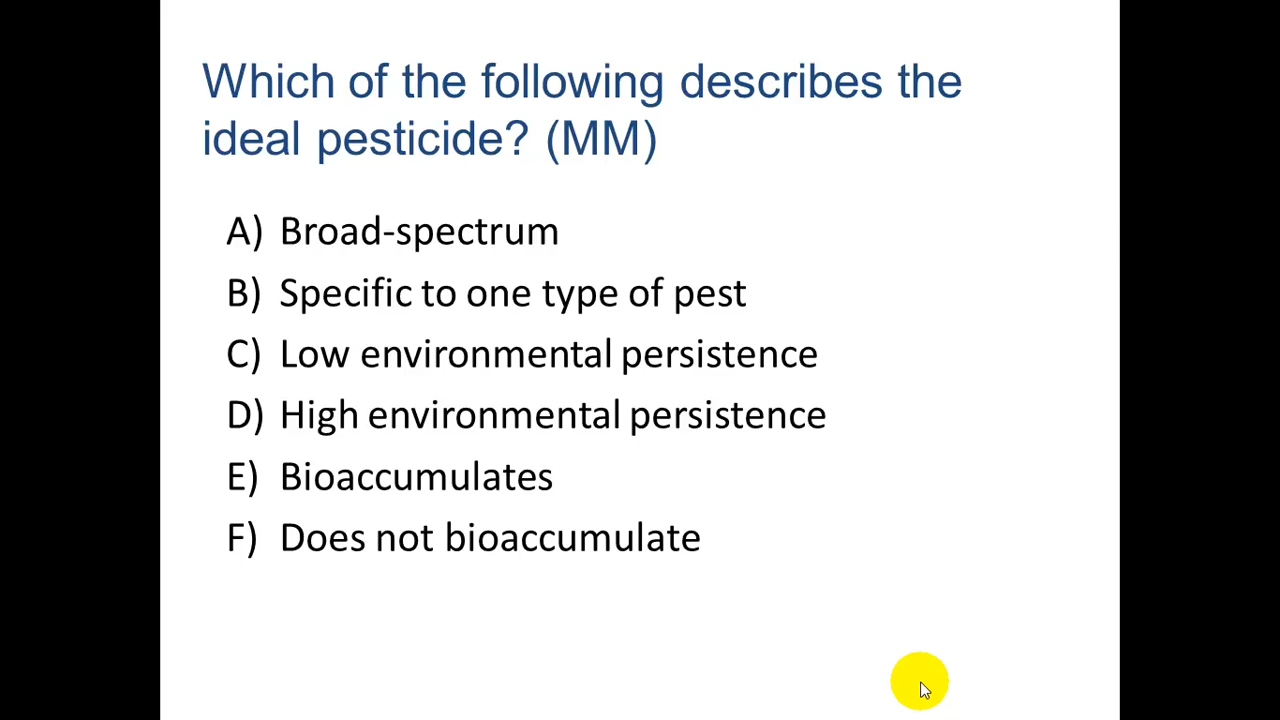 Which of the following describes the
ideal pesticide? (MM)
A) Broad-spectrum
B) Specific to one type of pest
C) Low environmental persistence
D) High environmental persistence
E) Bioaccumulates
F) Does not bioaccumulate